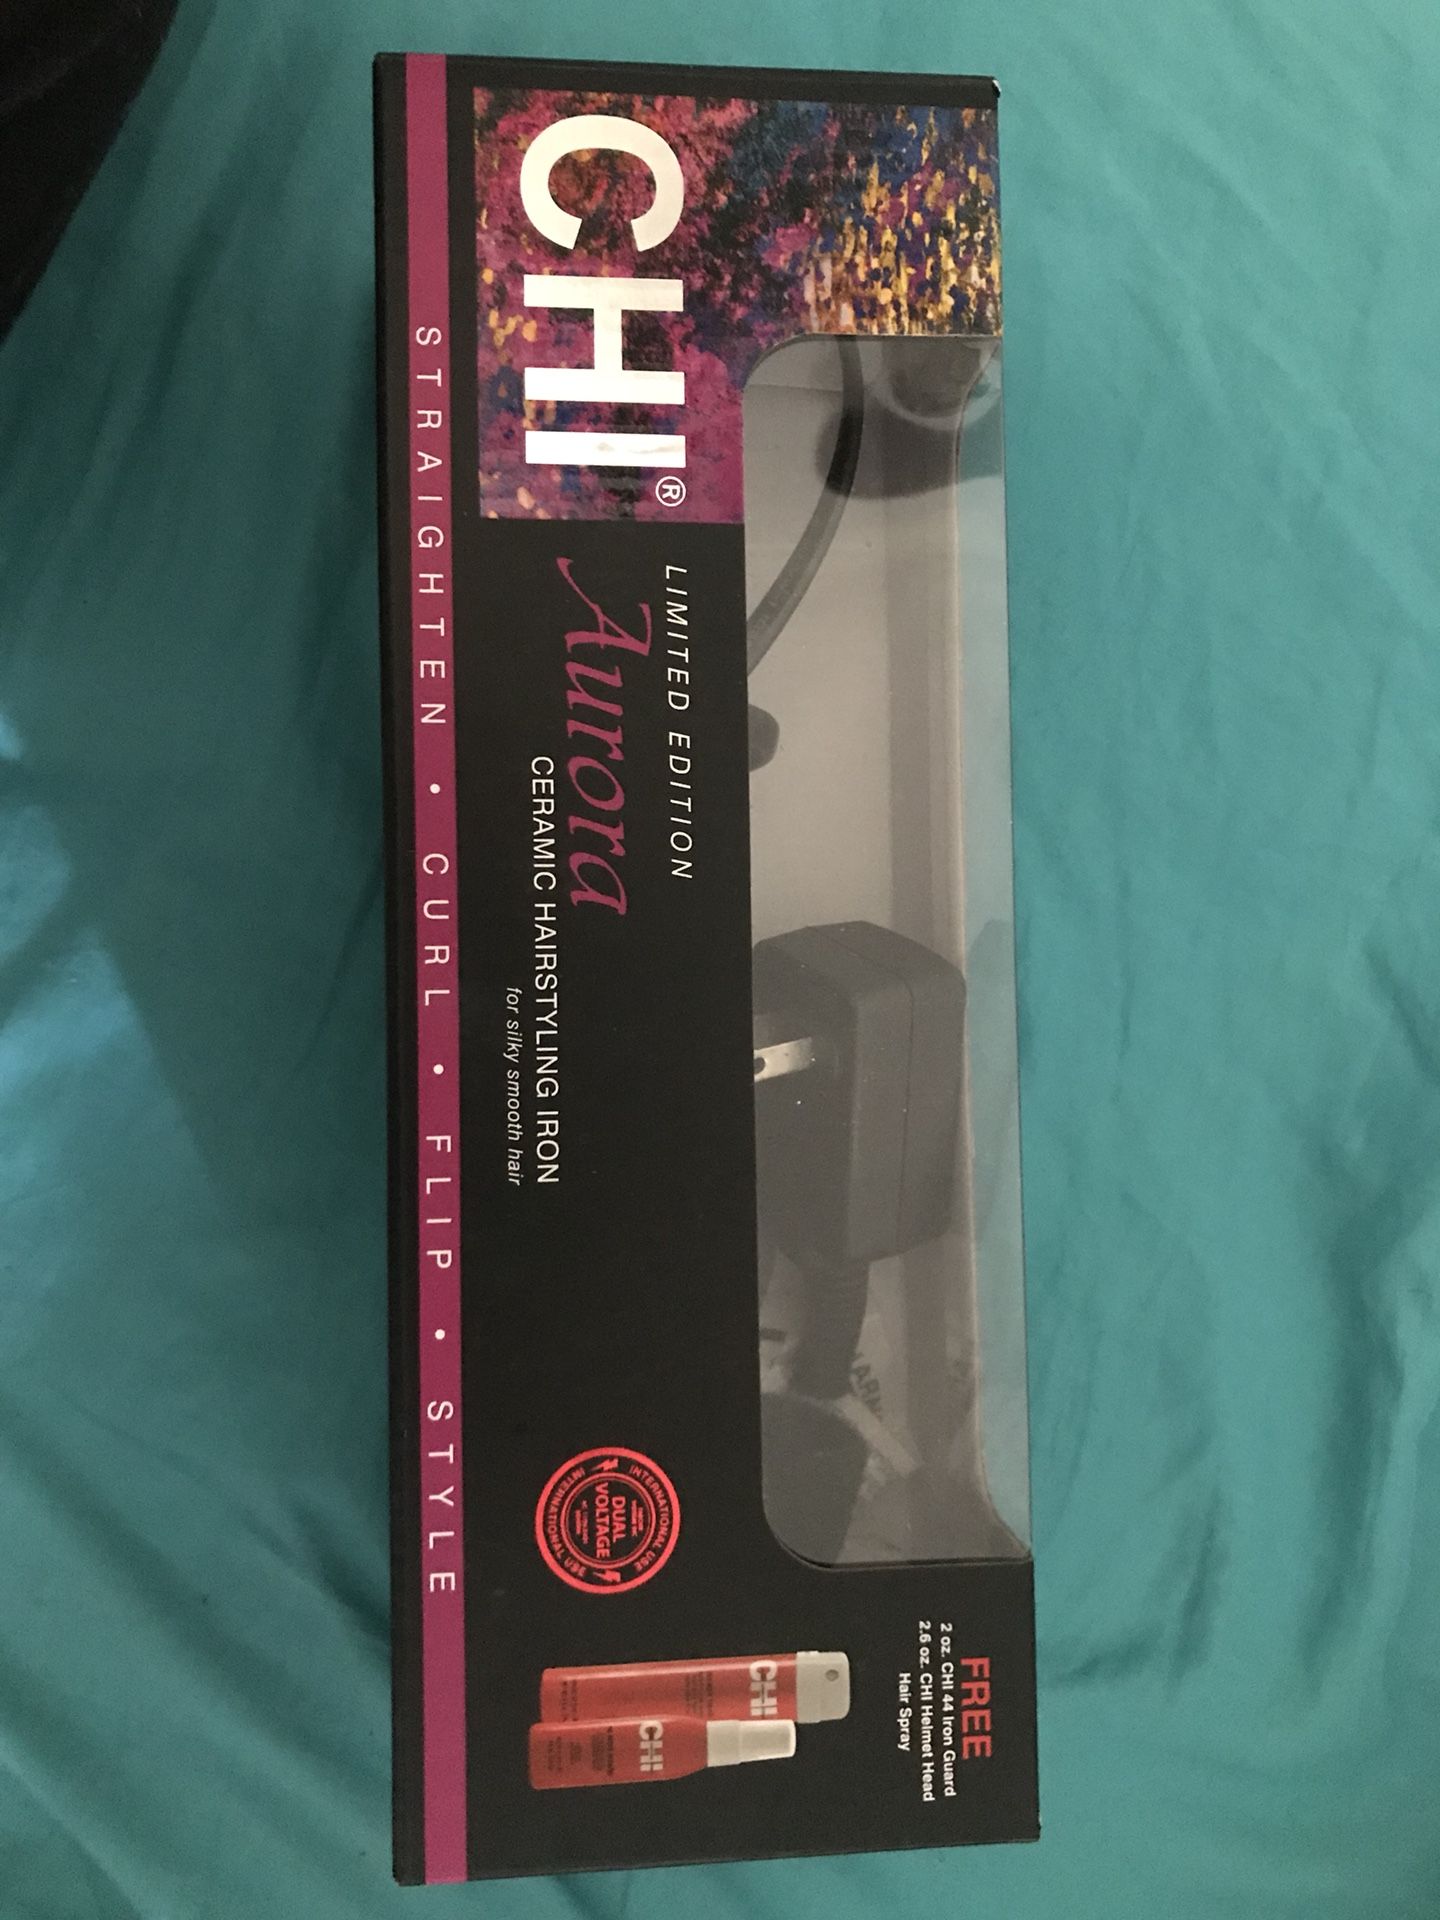 CHI®
LIMITED EDITION
Aurora
CERAMIC HAIRSTYLING IRON
for silky smooth hair
STRAIGHTEN • CURL • FLIP • STYLE
INTERNATIONAL USE
DUAL
VOLTAGE
INTERNATIONAL USE
FREE
2 oz. CHI 44 Iron Guard
2.6 oz. CHI Helmet Head
Hair Spray
CHI
CHI